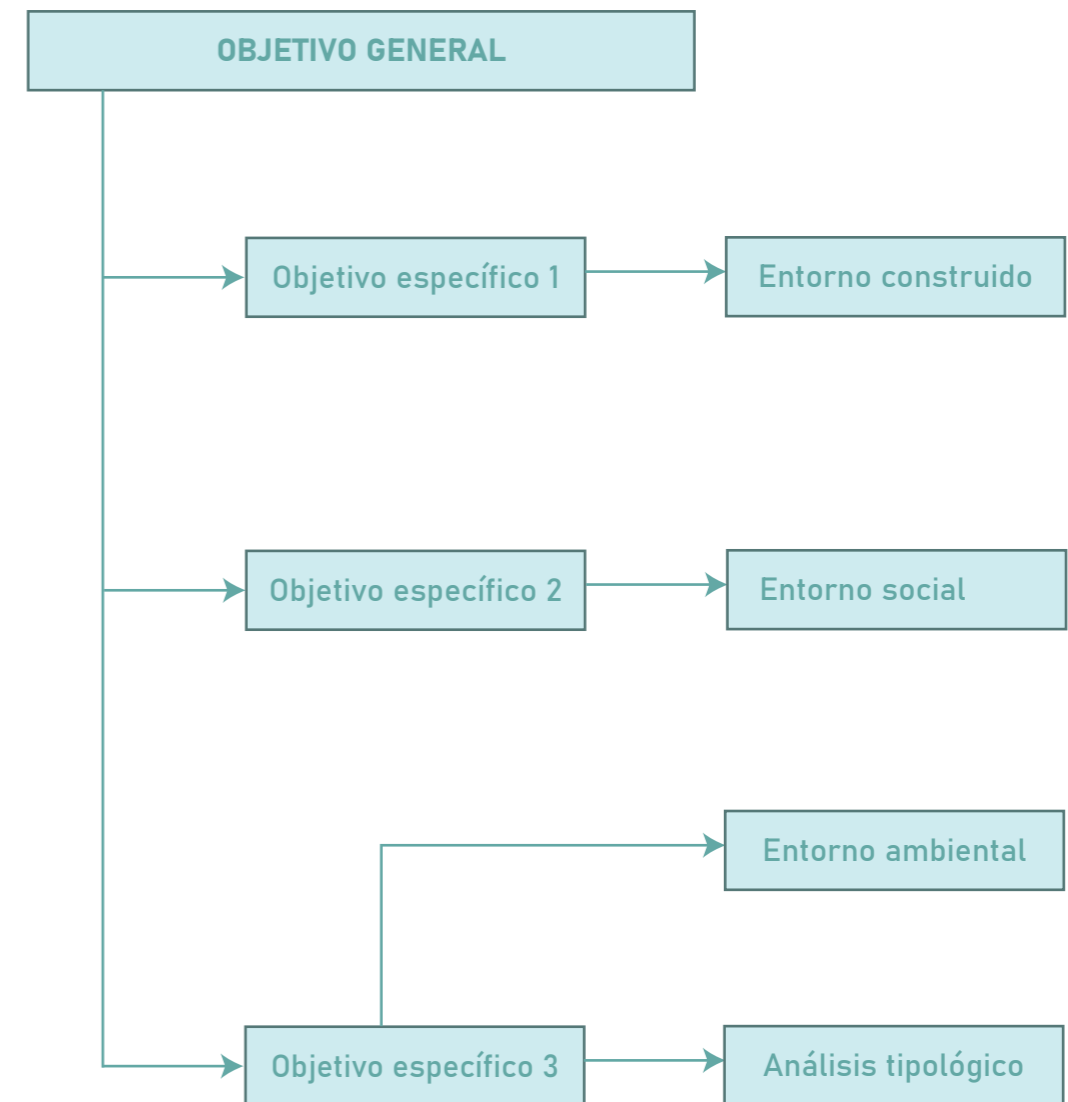 OBJETIVO GENERAL
Objetivo específico 1
Entorno construido
Objetivo específico 2
Entorno social
Entorno ambiental
Objetivo específico 3
Análisis tipológico